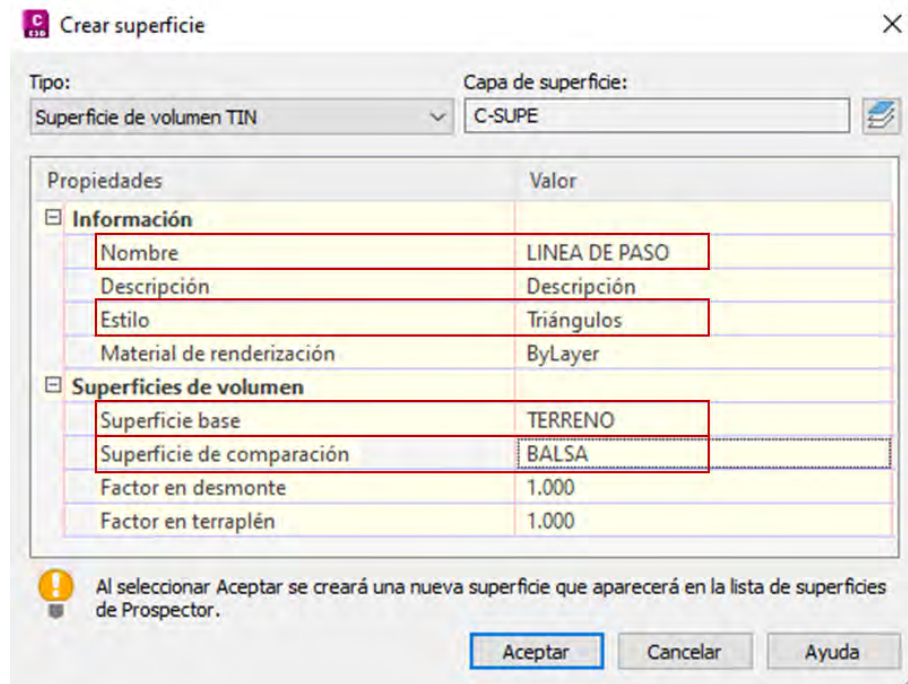 C
C3D
Crear superficie
Tipo:
Capa de superficie:
Superficie de volumen TIN
C-SUPE
Propiedades Valor
Información
Nombre LINEA DE PASO
Descripción Descripción
Estilo Triángulos
Material de renderización ByLayer
Superficies de volumen
Superficie base TERRENO
Superficie de comparación BALSA
Factor en desmonte 1.000
Factor en terraplén 1.000
Al seleccionar Aceptar se creará una nueva superficie que aparecerá en la lista de superficies
de Prospector.
Aceptar Cancelar Ayuda